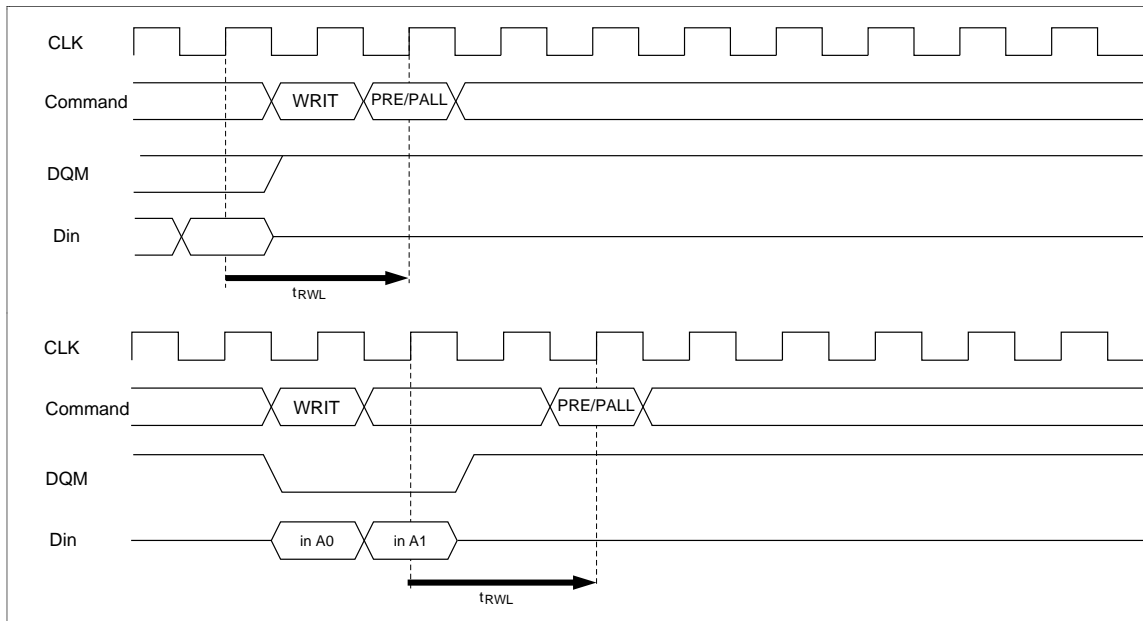 CLK
Command WRIT PRE/PALL
DQM
Din
tRWL
CLK
Command WRIT PRE/PALL
DQM
Din in A0 in A1
tRWL